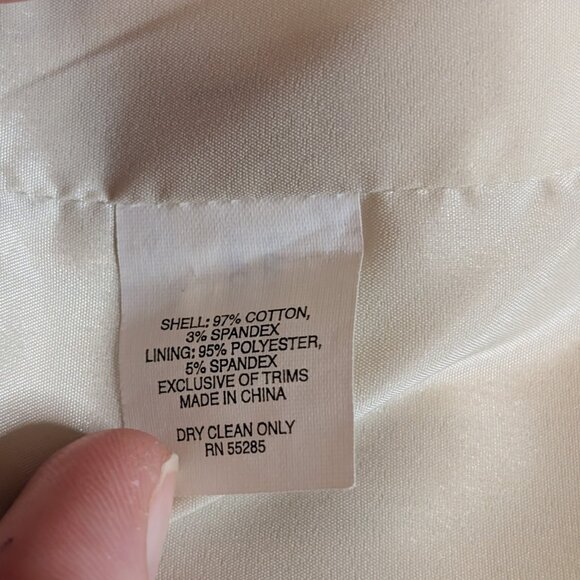 SHELL: 97% COTTON,
3% SPANDEX
LINING: 95% POLYESTER,
5% SPANDEX
EXCLUSIVE OF TRIMS
MADE IN CHINA
DRY CLEAN ONLY
RN 55285